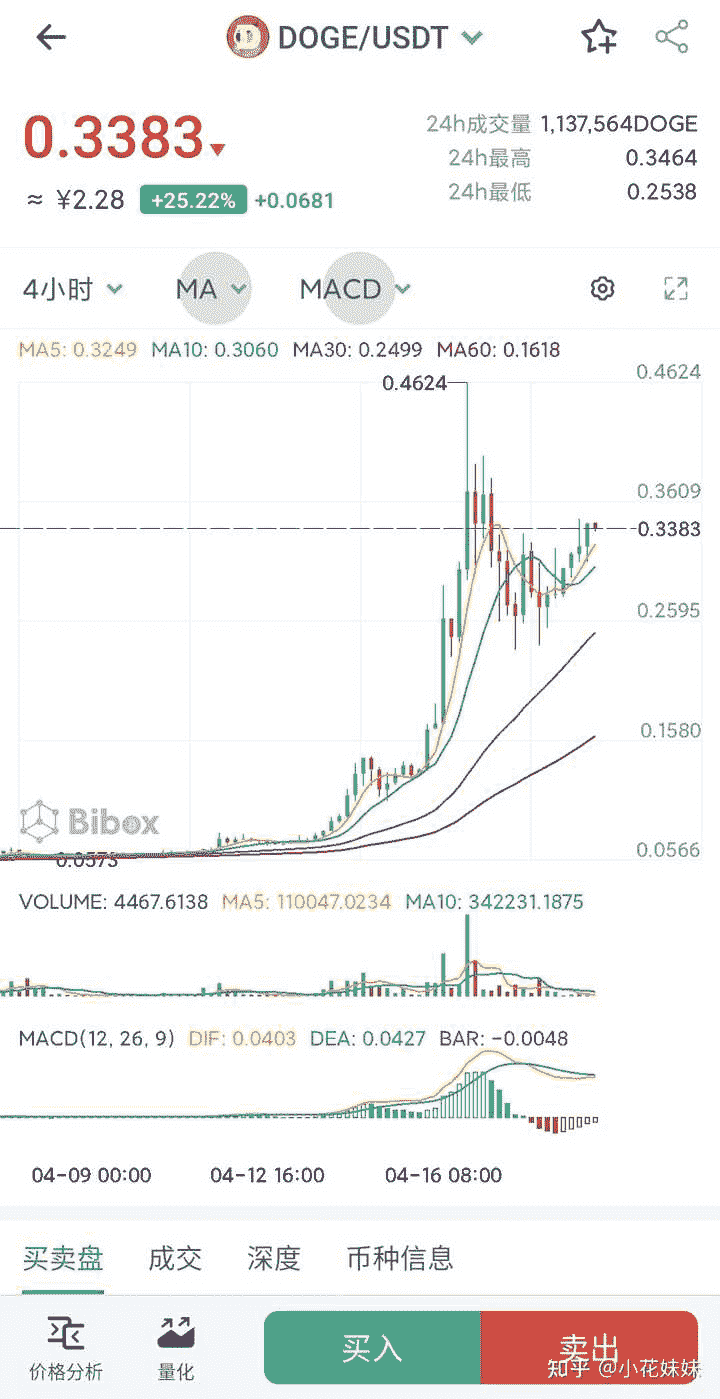 DOGE/USDT
0.3383
24h成交量 1,137,564DOGE
24h最高 0.3464
24h最低 0.2538
≈ ¥2.28 +25.22% +0.0681
4小时 MA MACD
MA5: 0.3249 MA10: 0.3060 MA30: 0.2499 MA60: 0.1618
0.4624
0.4624
0.3609
0.3383
0.2595
0.1580
Bibox
0.0566
0.0573
VOLUME: 4467.6138 MA5: 110047.0234 MA10: 342231.1875
MACD(12, 26, 9) DIF: 0.0403 DEA: 0.0427 BAR: −0.0048
04-09 00:00 04-12 16:00 04-16 08:00
买卖盘 成交 深度 币种信息
价格分析 量化 买入 卖出
知乎 @小花妹妹